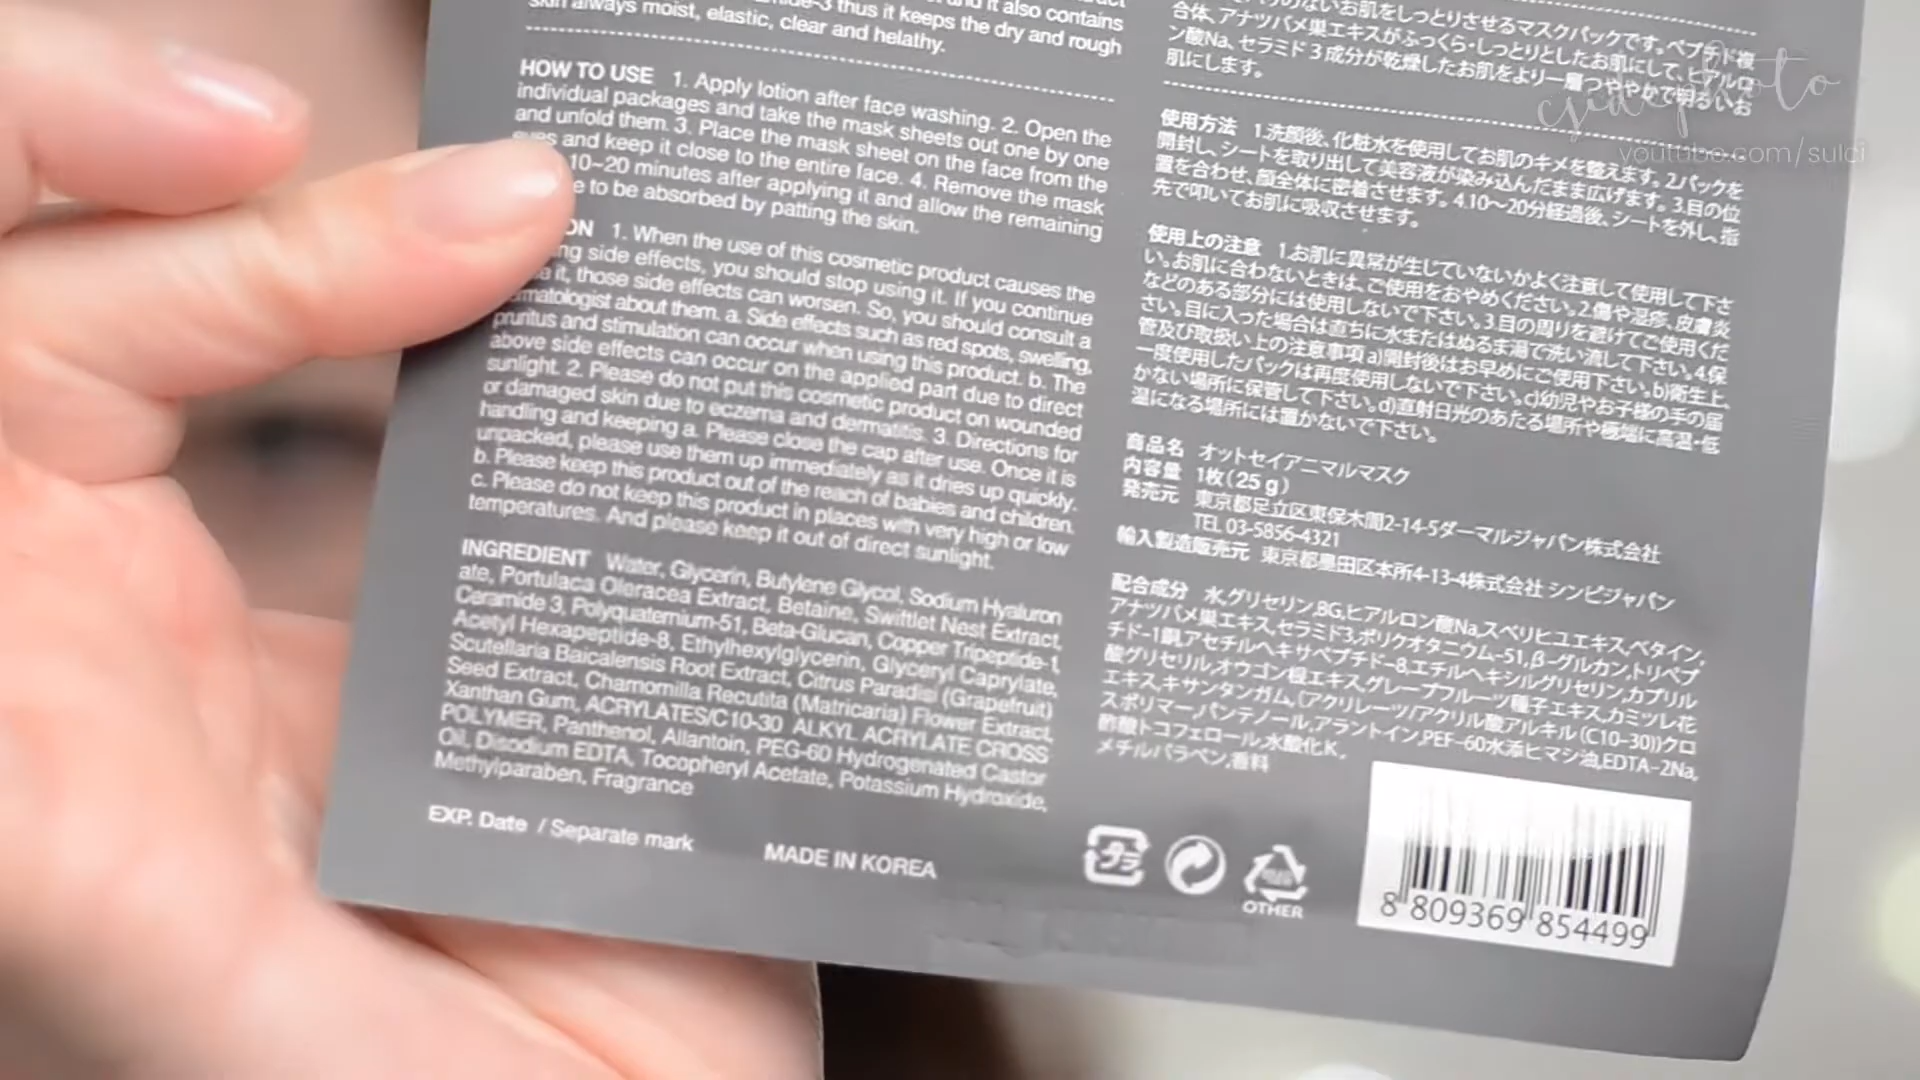 and it also contains
-3 thus it keeps the dry and rough
skin always moist, elastic, clear and helathy.
HOW TO USE 1. Apply lotion after face washing. 2. Open the
individual packages and take the mask sheets out one by one
and unfold them. 3. Place the mask sheet on the face from the
eyes and keep it close to the entire face. 4. Remove the mask
10~20 minutes after applying it and allow the remaining
to be absorbed by patting the skin.
ON 1. When the use of this cosmetic product causes the
ng side effects, you should stop using it. If you continue
it, those side effects can worsen. So, you should consult a
rmatologist about them. a. Side effects such as red spots, swelling,
pruritus and stimulation can occur when using this product. b. The
above side effects can occur on the applied part due to direct
sunlight. 2. Please do not put this cosmetic product on wounded
or damaged skin due to eczema and dermatitis. 3. Directions for
handling and keeping a. Please close the cap after use. Once it is
unpacked, please use them up immediately as it dries up quickly.
b. Please keep this product out of the reach of babies and children.
c. Please do not keep this product in places with very high or low
temperatures. And please keep it out of direct sunlight.
INGREDIENT Water, Glycerin, Butylene Glycol, Sodium Hyaluron
ate, Portulaca Oleracea Extract, Betaine, Swiftlet Nest Extract,
Ceramide 3, Polyquaternium-51, Beta-Glucan, Copper Tripeptide-1,
Acetyl Hexapeptide-8, Ethylhexylglycerin, Glyceryl Caprylate,
Scutellaria Baicalensis Root Extract, Citrus Paradisi (Grapefruit)
Seed Extract, Chamomilla Recutita (Matricaria) Flower Extract,
Xanthan Gum, ACRYLATES/C10-30 ALKYL ACRYLATE CROSS
POLYMER, Panthenol, Allantoin, PEG-60 Hydrogenated Castor
Oil, Disodium EDTA, Tocopheryl Acetate, Potassium Hydroxide,
Methylparaben, Fragrance
EXP. Date / Separate mark
MADE IN KOREA
のないお肌をしっとりさせるマスクパックです。ペプチド複
合体、アナツバメ巣エキスがふっくら・しっとりとしたお肌にして、ヒアルロ
ン酸Na、セラミド3成分が乾燥したお肌をより一層つややかで明るいお
肌にします。
使用方法 1.洗顔後、化粧水を使用してお肌のキメを整えます。2.パックを
開封し、シートを取り出して美容液が染み込んだまま広げます。3.目の位
置を合わせ、顔全体に密着させます。4.10〜20分経過後、シートを外し、指
先で叩いてお肌に吸収させます。
使用上の注意 1.お肌に異常が生じていないかよく注意して使用して下さ
い。お肌に合わないときは、ご使用をおやめください。2.傷や湿疹、皮膚炎
などのある部分には使用しないで下さい。3.目の周りを避けてご使用くだ
さい。目に入った場合は直ちに水またはぬるま湯で洗い流して下さい。4.保
管及び取扱い上の注意事項 a)開封後はお早めにご使用下さい。b)衛生上、
一度使用したパックは再度使用しないで下さい。c)幼児やお子様の手の届
かない場所に保管して下さい。d)直射日光のあたる場所や極端に高温・低
温になる場所には置かないで下さい。
商品名 オットセイアニマルマスク
内容量 1枚(25g)
発売元 東京都足立区東保木間2-14-5ダーマルジャパン株式会社
TEL 03-5856-4321
輸入製造販売元 東京都墨田区本所4-13-4株式会社 シンビジャパン
配合成分 水,グリセリン,BG,ヒアルロン酸Na,スベリヒユエキス,ベタイン,
アナツバメ巣エキス,セラミド3,ポリクオタニウム-51,β-グルカン,トリペプ
チド-1銅,アセチルヘキサペプチド-8,エチルヘキシルグリセリン,カプリル
酸グリセリル,オウゴン根エキス,グレープフルーツ種子エキス,カミツレ花
エキス,キサンタンガム,(アクリレーツ/アクリル酸アルキル(C10-30))クロ
スポリマー,パンテノール,アラントイン,PEF-60水添ヒマシ油,EDTA-2Na,
酢酸トコフェロール,水酸化K,
メチルパラベン,香料
プラ
OTHER
8 809369 854499
csidephoto
youtube.com/sulci